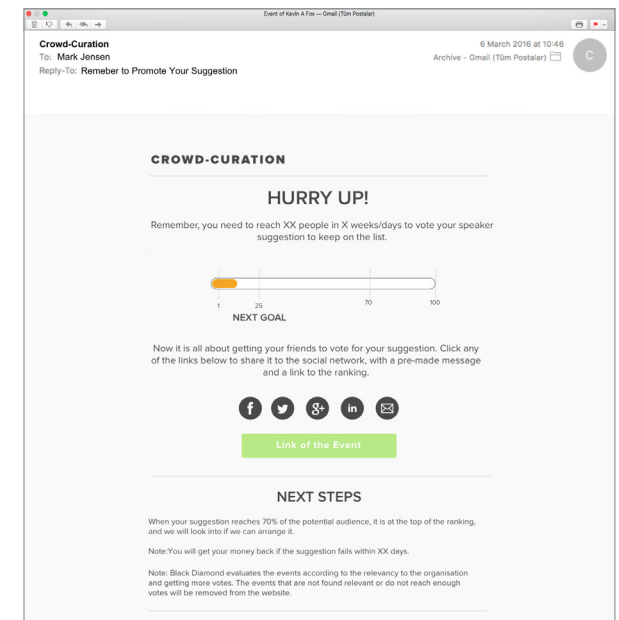 Event of Kevin A Fox — Gmail (Tüm Postalar)
Crowd-Curation
6 March 2016 at 10:46
To: Mark Jensen
Archive - Gmail (Tüm Postalar)
C
Reply-To: Remeber to Promote Your Suggestion
CROWD-CURATION
HURRY UP!
Remember, you need to reach XX people in X weeks/days to vote your speaker
suggestion to keep on the list.
1 25 70 100
NEXT GOAL
Now it is all about getting your friends to vote for your suggestion. Click any
of the links below to share it to the social network, with a pre-made message
and a link to the ranking.
f g+ in
Link of the Event
NEXT STEPS
When your suggestion reaches 70% of the potential audience, it is at the top of the ranking,
and we will look into if we can arrange it.
Note:You will get your money back if the suggestion fails within XX days.
Note: Black Diamond evaluates the events according to the relevancy to the organisation
and getting more votes. The events that are not found relevant or do not reach enough
votes will be removed from the website.